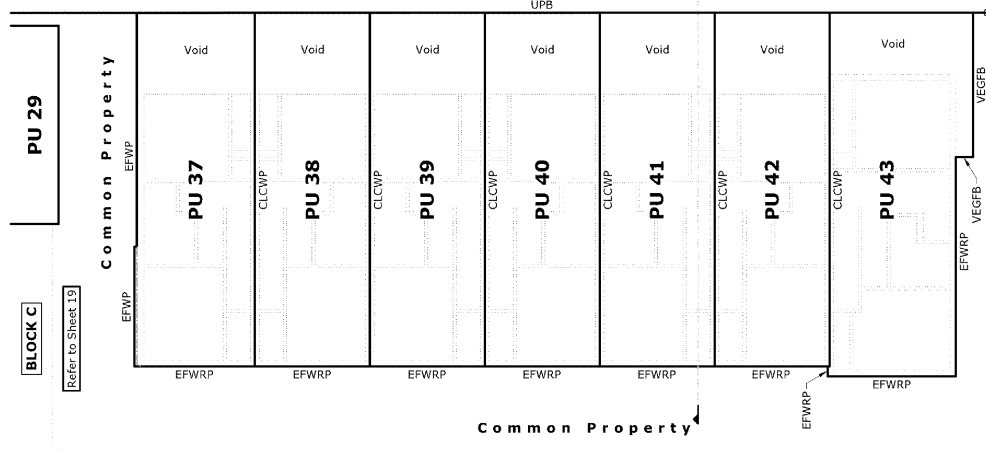 UPB
Void
Void
Void
Void
Void
Void
Void
PU 29
Common Property
EFWP
EFWP
PU 37
CLCWP
PU 38
CLCWP
PU 39
CLCWP
PU 40
CLCWP
PU 41
CLCWP
PU 42
CLCWP
PU 43
VEGFB
VEGFB
EFWRP
BLOCK C
Refer to Sheet 19
EFWRP
EFWRP
EFWRP
EFWRP
EFWRP
EFWRP
EFWRP
EFWRP
Common Property